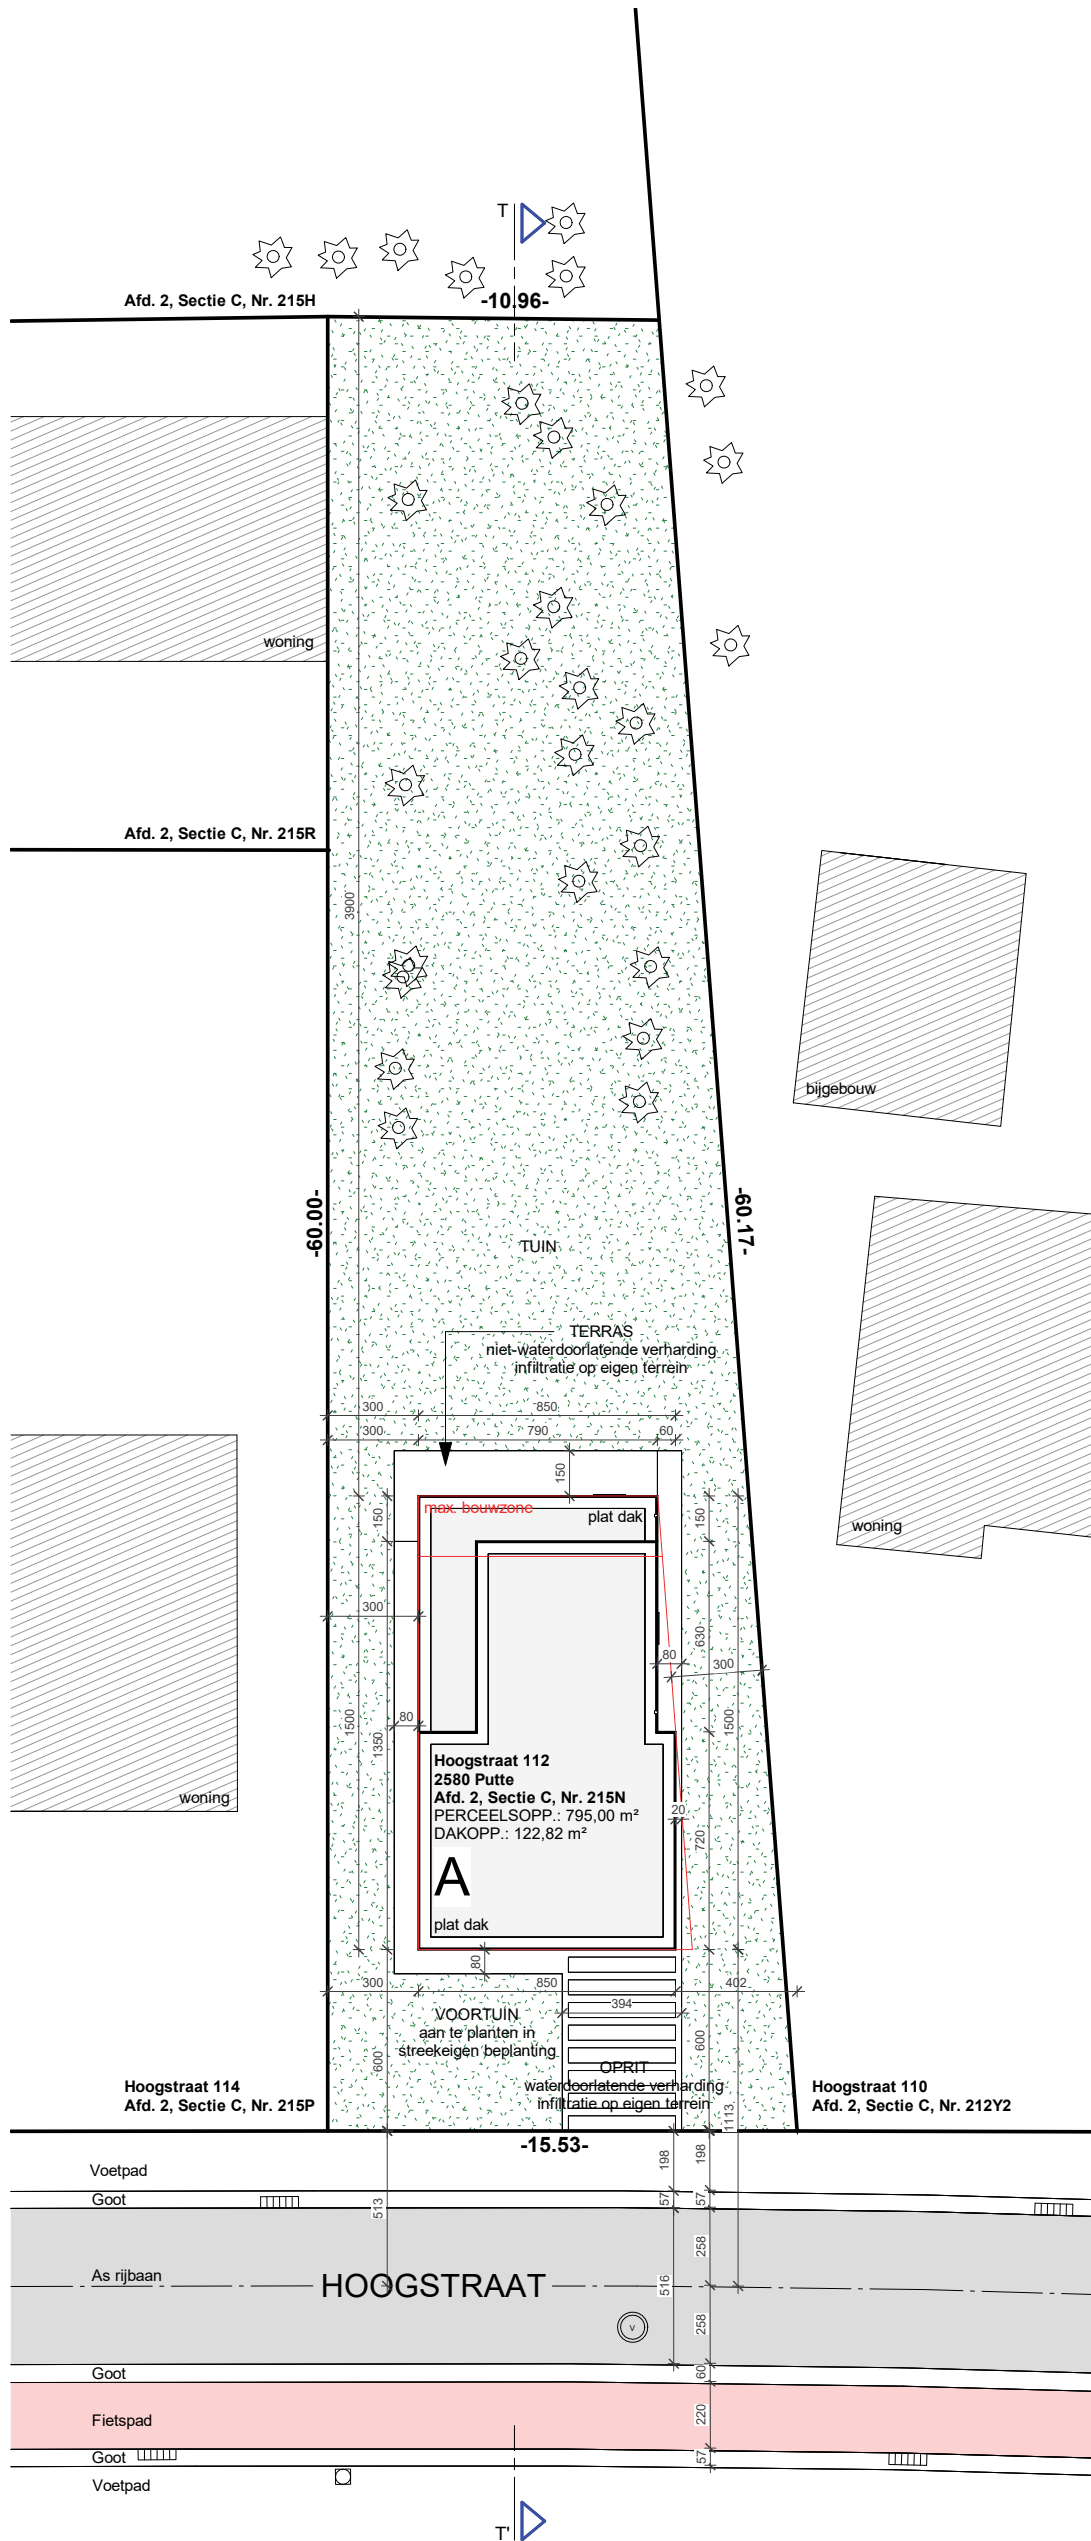 T
Afd. 2, Sectie C, Nr. 215H
-10.96-
woning
Afd. 2, Sectie C, Nr. 215R
3900
bijgebouw
-60.00-
-60.17-
TUIN
TERRAS
niet-waterdoorlatende verharding
infiltratie op eigen terrein
300
850
300
790
60
150
max. bouwzone
plat dak
150
150
woning
300
630
80
300
80
1500
1350
1500
Hoogstraat 112
2580 Putte
Afd. 2, Sectie C, Nr. 215N
PERCEELSOPP.: 795,00 m²
DAKOPP.: 122,82 m²
woning
20
720
A
plat dak
80
300
850
402
394
VOORTUIN
aan te planten in
streekeigen beplanting
600
600
OPRIT
waterdoorlatende verharding
infiltratie op eigen terrein
Hoogstraat 114
Afd. 2, Sectie C, Nr. 215P
Hoogstraat 110
Afd. 2, Sectie C, Nr. 212Y2
1113
-15.53-
198
198
Voetpad
Goot
57
57
513
258
As rijbaan
HOOGSTRAAT
516
258
V
Goot
60
Fietspad
220
Goot
57
Voetpad
T'